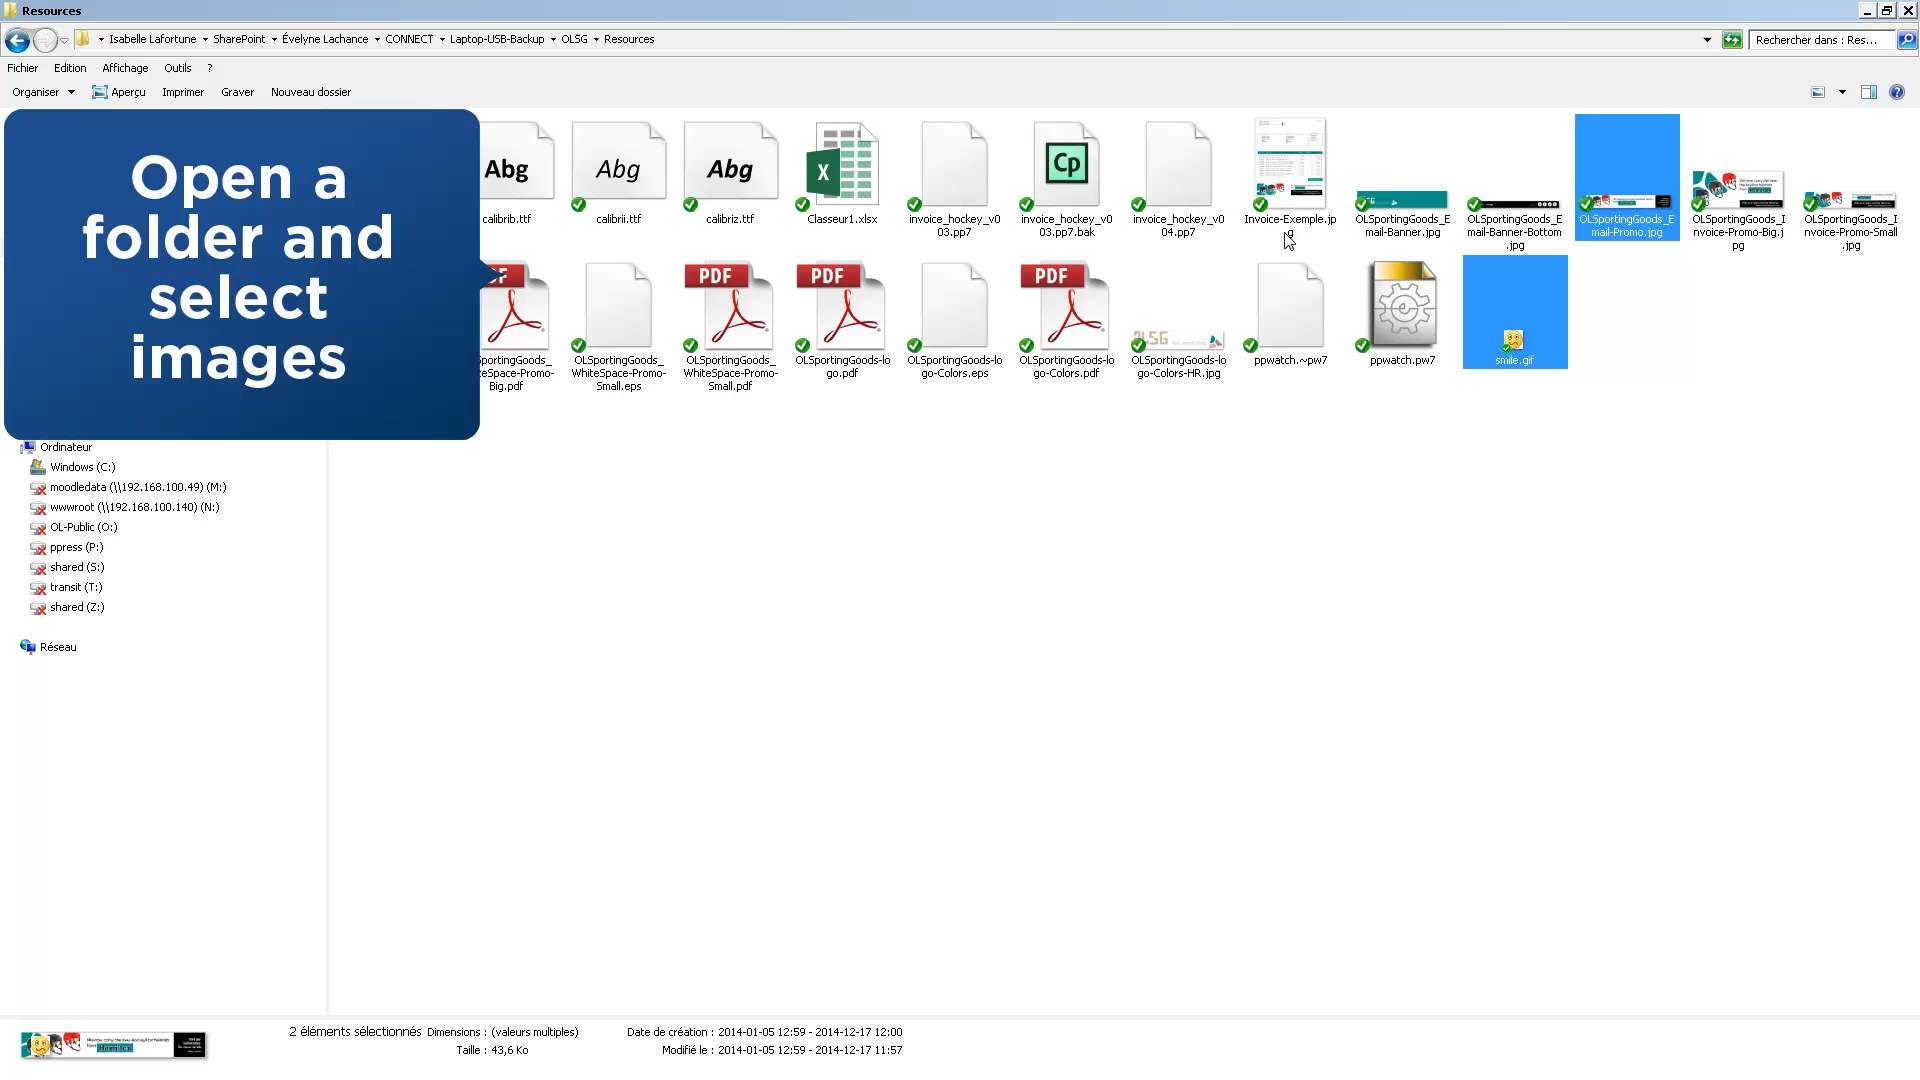 Resources
Isabelle Lafortune SharePoint Évelyne Lachance CONNECT Laptop-USB-Backup OLSG Resources
Rechercher dans : Res...
Fichier Edition Affichage Outils ?
Organiser Aperçu Imprimer Graver Nouveau dossier
Open a
folder and
select
images
Abg Abg Abg X Cp
calibrib.ttf
calibrii.ttf
calibriz.ttf
Classeur1.xlsx
invoice_hockey_v0
03.pp7
invoice_hockey_v0
03.pp7.bak
invoice_hockey_v0
04.pp7
Invoice-Exemple.jp
g
OLSportingGoods_E
mail-Banner.jpg
OLSportingGoods_E
mail-Banner-Bottom
.jpg
OLSportingGoods_E
mail-Promo.jpg
OLSportingGoods_I
nvoice-Promo-Big.j
pg
OLSportingGoods_I
nvoice-Promo-Small
.jpg
DF PDF PDF PDF
SportingGoods_
teSpace-Promo-
Big.pdf
OLSportingGoods_
WhiteSpace-Promo-
Small.eps
OLSportingGoods_
WhiteSpace-Promo-
Small.pdf
OLSportingGoods-lo
go.pdf
OLSportingGoods-lo
go-Colors.eps
OLSportingGoods-lo
go-Colors.pdf
OLSG
OLSportingGoods-lo
go-Colors-HR.jpg
ppwatch.~pw7
ppwatch.pw7
smile.gif
Ordinateur
Windows (C:)
moodledata (\\192.168.100.49) (M:)
wwwroot (\\192.168.100.140) (N:)
OL-Public (O:)
ppress (P:)
shared (S:)
transit (T:)
shared (Z:)
Réseau
2 éléments sélectionnés Dimensions : (valeurs multiples) Date de création : 2014-01-05 12:59 - 2014-12-17 12:00
Taille : 43,6 Ko Modifié le : 2014-01-05 12:59 - 2014-12-17 11:57